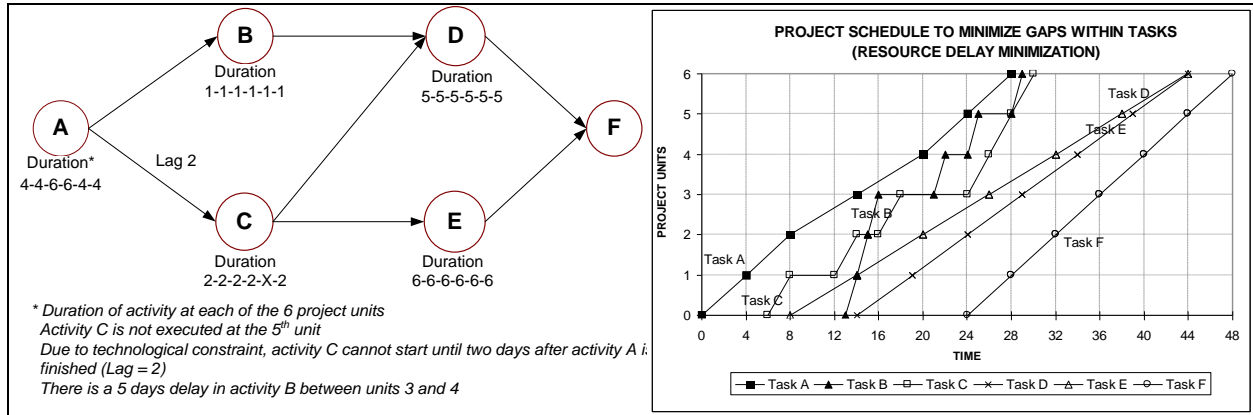 B
Duration
1-1-1-1-1-1
D
Duration
5-5-5-5-5-5
A
Duration*
4-4-6-6-4-4
Lag 2
F
C
Duration
2-2-2-2-X-2
E
Duration
6-6-6-6-6-6
* Duration of activity at each of the 6 project units
Activity C is not executed at the 5th unit
Due to technological constraint, activity C cannot start until two days after activity A is
finished (Lag = 2)
There is a 5 days delay in activity B between units 3 and 4
PROJECT SCHEDULE TO MINIMIZE GAPS WITHIN TASKS
(RESOURCE DELAY MINIMIZATION)
PROJECT UNITS
6
5
4
3
2
1
0
Task A
Task B
Task C
Task D
Task E
Task F
0 4 8 12 16 20 24 28 32 36 40 44 48
TIME
Task A Task B Task C Task D Task E Task F